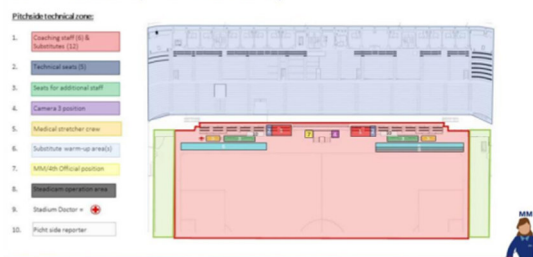 Pitchside technical zone:
1. Coaching staff (6) &
Substitutes (12)
2. Technical seats (5)
3. Seats for additional staff
4. Camera 3 position
5. Medical stretcher crew
6. Substitute warm-up area(s)
7. MM/4th Official position
8. Steadicam operation area
9. Stadium Doctor =
10. Picht side reporter
7
MM